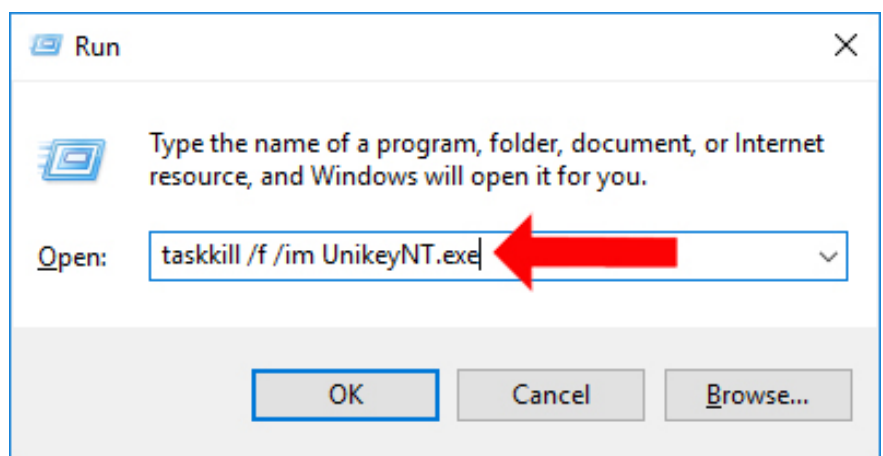 Run
Type the name of a program, folder, document, or Internet
resource, and Windows will open it for you.
Open: taskkill /f /im UnikeyNT.exe
OK Cancel Browse...